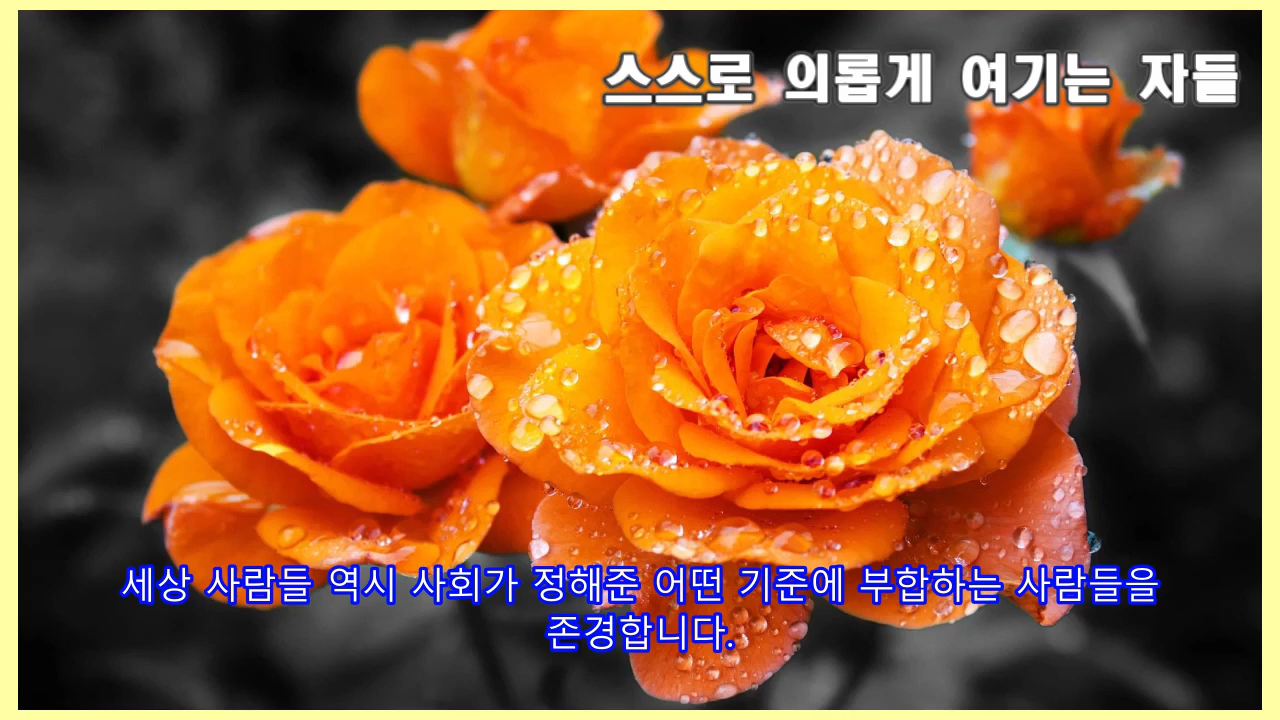 스스로 의롭게 여기는 자들
세상 사람들 역시 사회가 정해준 어떤 기준에 부합하는 사람들을
존경합니다.